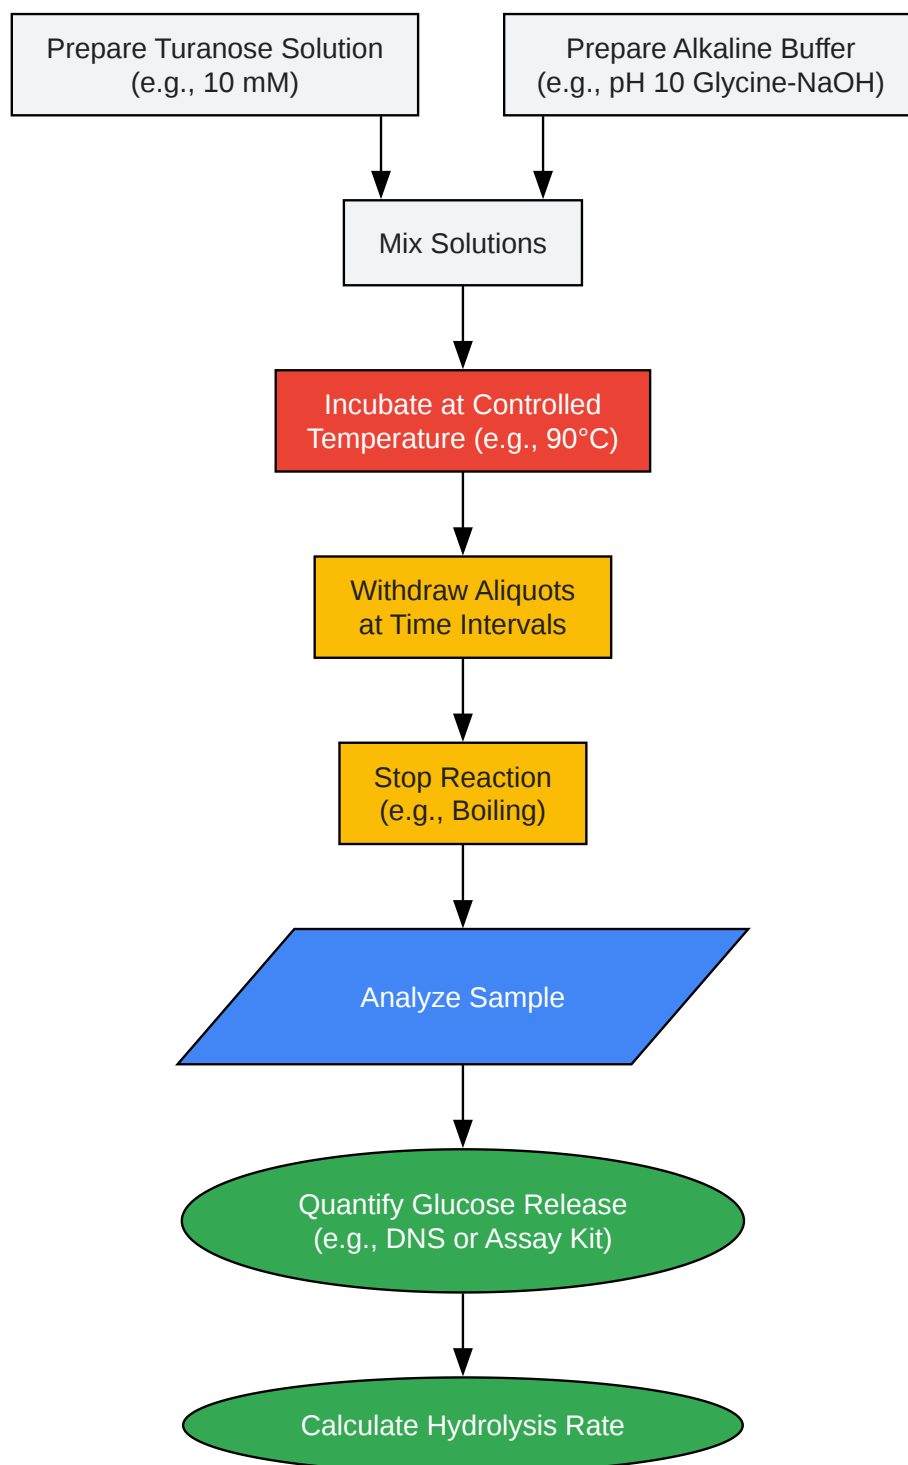 Prepare Turanose Solution
(e.g., 10 mM)
Prepare Alkaline Buffer
(e.g., pH 10 Glycine-NaOH)
Mix Solutions
Incubate at Controlled
Temperature (e.g., 90°C)
Withdraw Aliquots
at Time Intervals
Stop Reaction
(e.g., Boiling)
Analyze Sample
Quantify Glucose Release
(e.g., DNS or Assay Kit)
Calculate Hydrolysis Rate